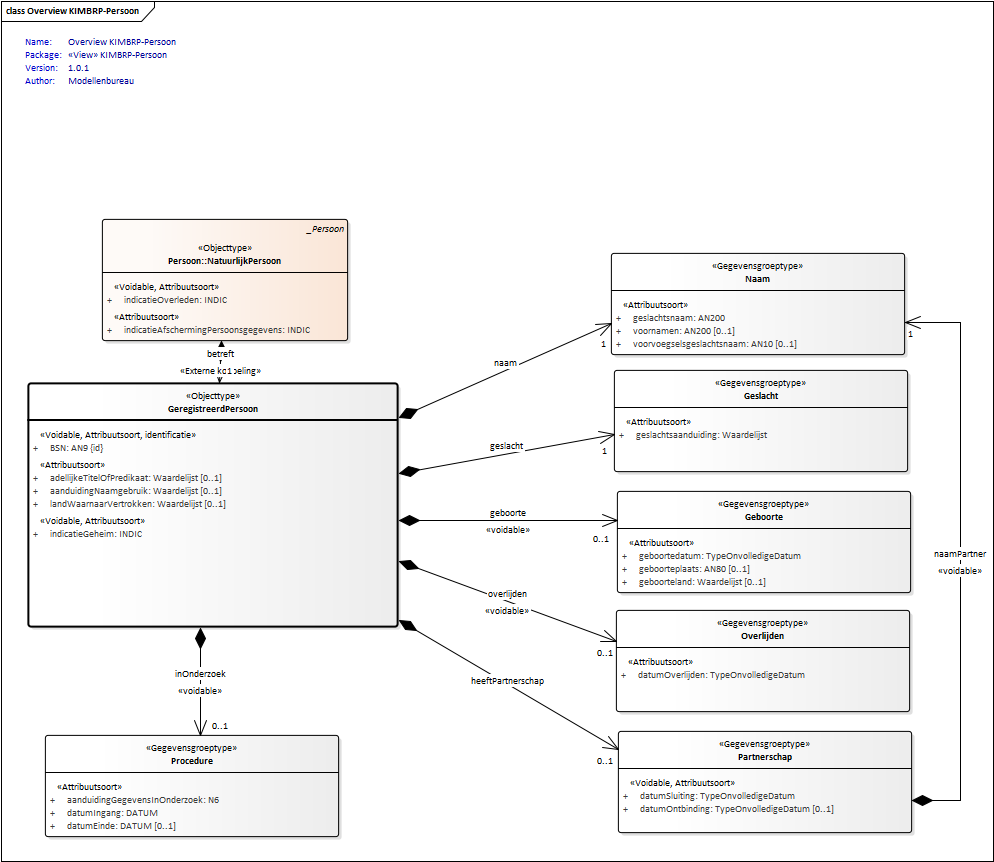 class Overview KIMBRP-Persoon
Name: Overview KIMBRP-Persoon
Package: «View» KIMBRP-Persoon
Version: 1.0.1
Author: Modellenbureau
_Persoon
«Objecttype»
Persoon::NatuurlijkPersoon
«Voidable, Attribuutsoort»
+ indicatieOverleden: INDIC
«Attribuutsoort»
+ indicatieAfschermingPersoonsgegevens: INDIC
betreft
«Externe
1
«Objecttype»
GeregistreerdPersoon
«Voidable, Attribuutsoort, identificatie»
+ BSN: AN9 {id}
«Attribuutsoort»
+ adellijkeTitelOfPredikaat: Waardelijst [0..1]
+ aanduidingNaamgebruik: Waardelijst [0..1]
+ landWaarnaarVertrokken: Waardelijst [0..1]
«Voidable, Attribuutsoort»
+ indicatieGeheim: INDIC
naam
1
«Gegevensgroeptype»
Naam
«Attribuutsoort»
+ geslachtsnaam: AN200
+ voornamen: AN200 [0..1]
+ voorvoegselsgeslachtsnaam: AN10 [0..1]
1
geslacht
1
«Gegevensgroeptype»
Geslacht
«Attribuutsoort»
+ geslachtsaanduiding: Waardelijst
geboorte
«voidable»
0..1
«Gegevensgroeptype»
Geboorte
«Attribuutsoort»
+ geboortedatum: TypeOnvolledigeDatum
+ geboorteplaats: AN80 [0..1]
+ geboorteland: Waardelijst [0..1]
naamPartner
«voidable»
overlijden
«voidable»
0..1
«Gegevensgroeptype»
Overlijden
«Attribuutsoort»
+ datumOverlijden: TypeOnvolledigeDatum
heeftPartnerschap
0..1
«Gegevensgroeptype»
Partnerschap
«Voidable, Attribuutsoort»
+ datumSluiting: TypeOnvolledigeDatum
+ datumOntbinding: TypeOnvolledigeDatum [0..1]
inOnderzoek
«voidable»
0..1
«Gegevensgroeptype»
Procedure
«Attribuutsoort»
+ aanduidingGegevensInOnderzoek: N6
+ datumIngang: DATUM
+ datumEinde: DATUM [0..1]